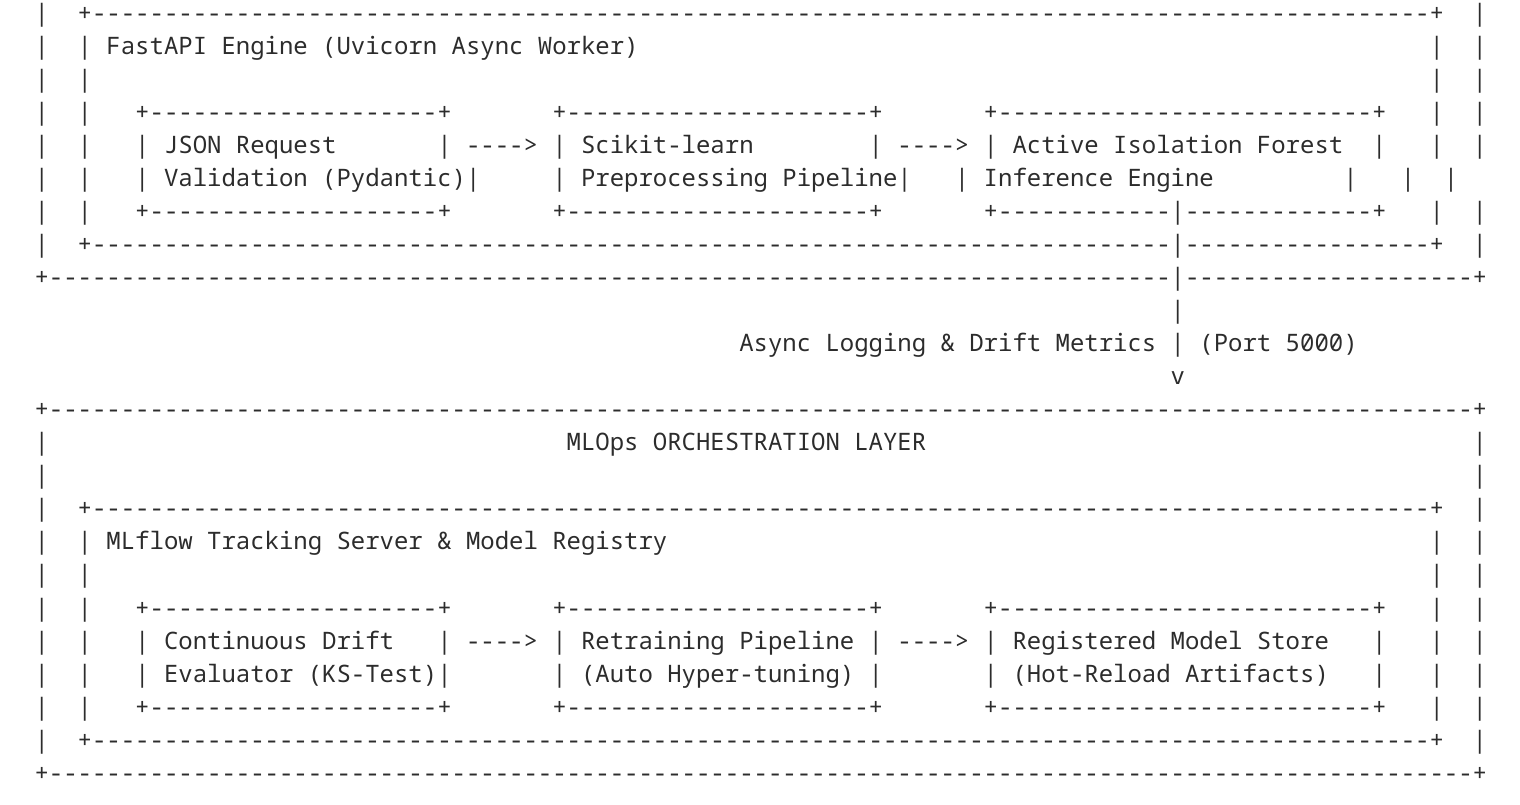 |  +---------------------------------------------------------------------------------------------+  |
|  | FastAPI Engine (Uvicorn Async Worker)                                                       |  |
|  |                                                                                             |  |
|  |   +--------------------+       +--------------------+       +--------------------------+   |  |
|  |   | JSON Request       | ----> | Scikit-learn        | ----> | Active Isolation Forest  |   |  |
|  |   | Validation (Pydantic)|     | Preprocessing Pipeline|   | Inference Engine         |   |  |
|  |   +--------------------+       +---------------------+       +------------|-------------+   |  |
|  +---------------------------------------------------------------------------|-----------------+  |
+------------------------------------------------------------------------------|--------------------+
                                                                               |
                                                 Async Logging & Drift Metrics | (Port 5000)
                                                                               v
+---------------------------------------------------------------------------------------------------+
|                                    MLOps ORCHESTRATION LAYER                                      |
|                                                                                                   |
|  +---------------------------------------------------------------------------------------------+  |
|  | MLflow Tracking Server & Model Registry                                                     |  |
|  |                                                                                             |  |
|  |   +--------------------+       +---------------------+       +--------------------------+   |  |
|  |   | Continuous Drift   | ----> | Retraining Pipeline | ----> | Registered Model Store   |   |  |
|  |   | Evaluator (KS-Test)|       | (Auto Hyper-tuning) |       | (Hot-Reload Artifacts)   |   |  |
|  |   +--------------------+       +---------------------+       +--------------------------+   |  |
|  +---------------------------------------------------------------------------------------------+  |
+---------------------------------------------------------------------------------------------------+